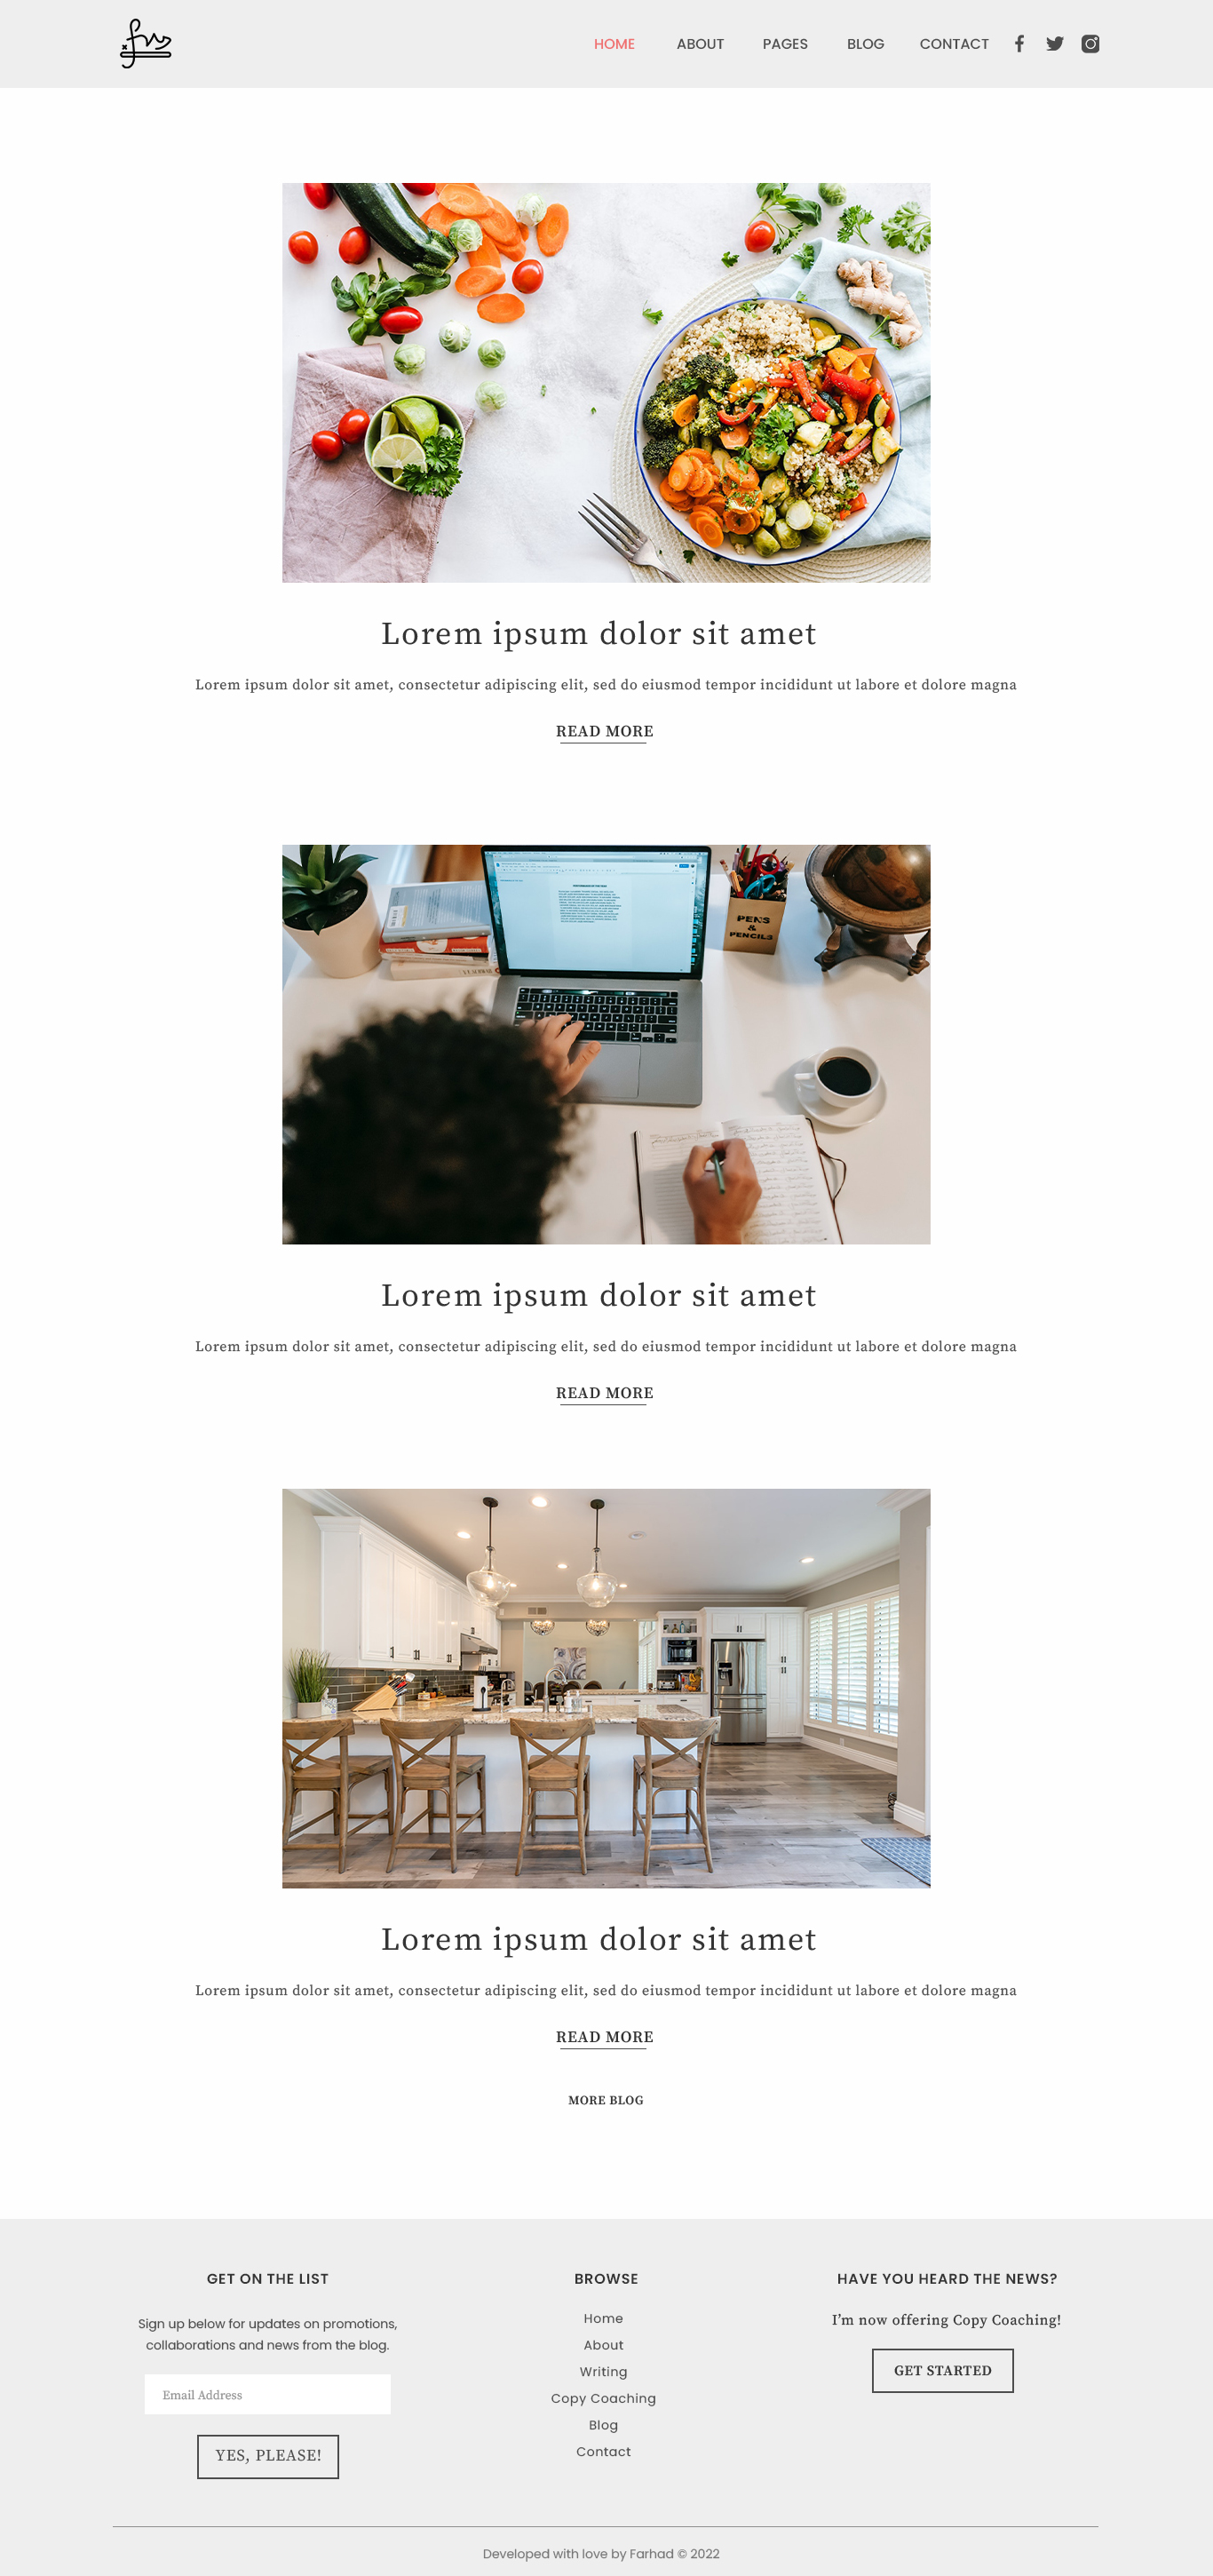 HOME ABOUT PAGES BLOG CONTACT
Lorem ipsum dolor sit amet
Lorem ipsum dolor sit amet, consectetur adipiscing elit, sed do eiusmod tempor incididunt ut labore et dolore magna
READ MORE
PENS
&
PENCILS
Lorem ipsum dolor sit amet
Lorem ipsum dolor sit amet, consectetur adipiscing elit, sed do eiusmod tempor incididunt ut labore et dolore magna
READ MORE
Lorem ipsum dolor sit amet
Lorem ipsum dolor sit amet, consectetur adipiscing elit, sed do eiusmod tempor incididunt ut labore et dolore magna
READ MORE
MORE BLOG
GET ON THE LIST
Sign up below for updates on promotions,
collaborations and news from the blog.
Email Address
YES, PLEASE!
BROWSE
Home
About
Writing
Copy Coaching
Blog
Contact
HAVE YOU HEARD THE NEWS?
I'm now offering Copy Coaching!
GET STARTED
Developed with love by Farhad © 2022